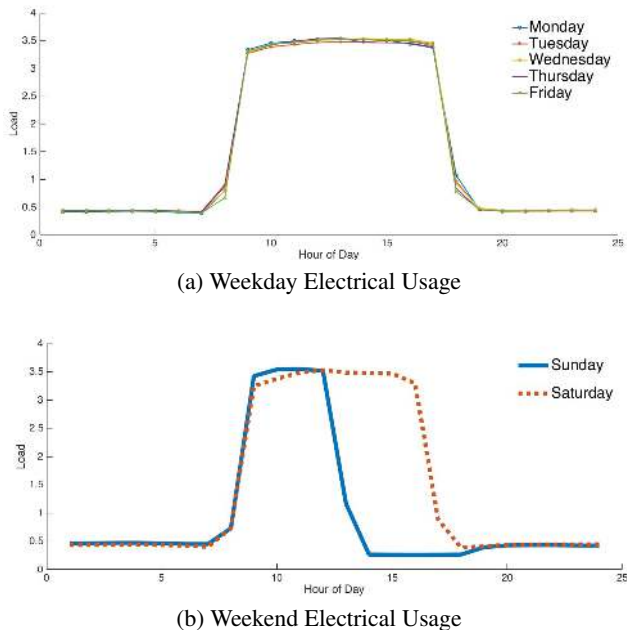 4
3.5
3
2.5
2
1.5
1
0.5
0
Load
0
5
10
15
20
25
Hour of Day
Monday
Tuesday
Wednesday
Thursday
Friday
(a) Weekday Electrical Usage
4
3.5
3
2.5
2
1.5
1
0.5
0
Load
0
5
10
15
20
25
Hour of Day
Sunday
Saturday
(b) Weekend Electrical Usage